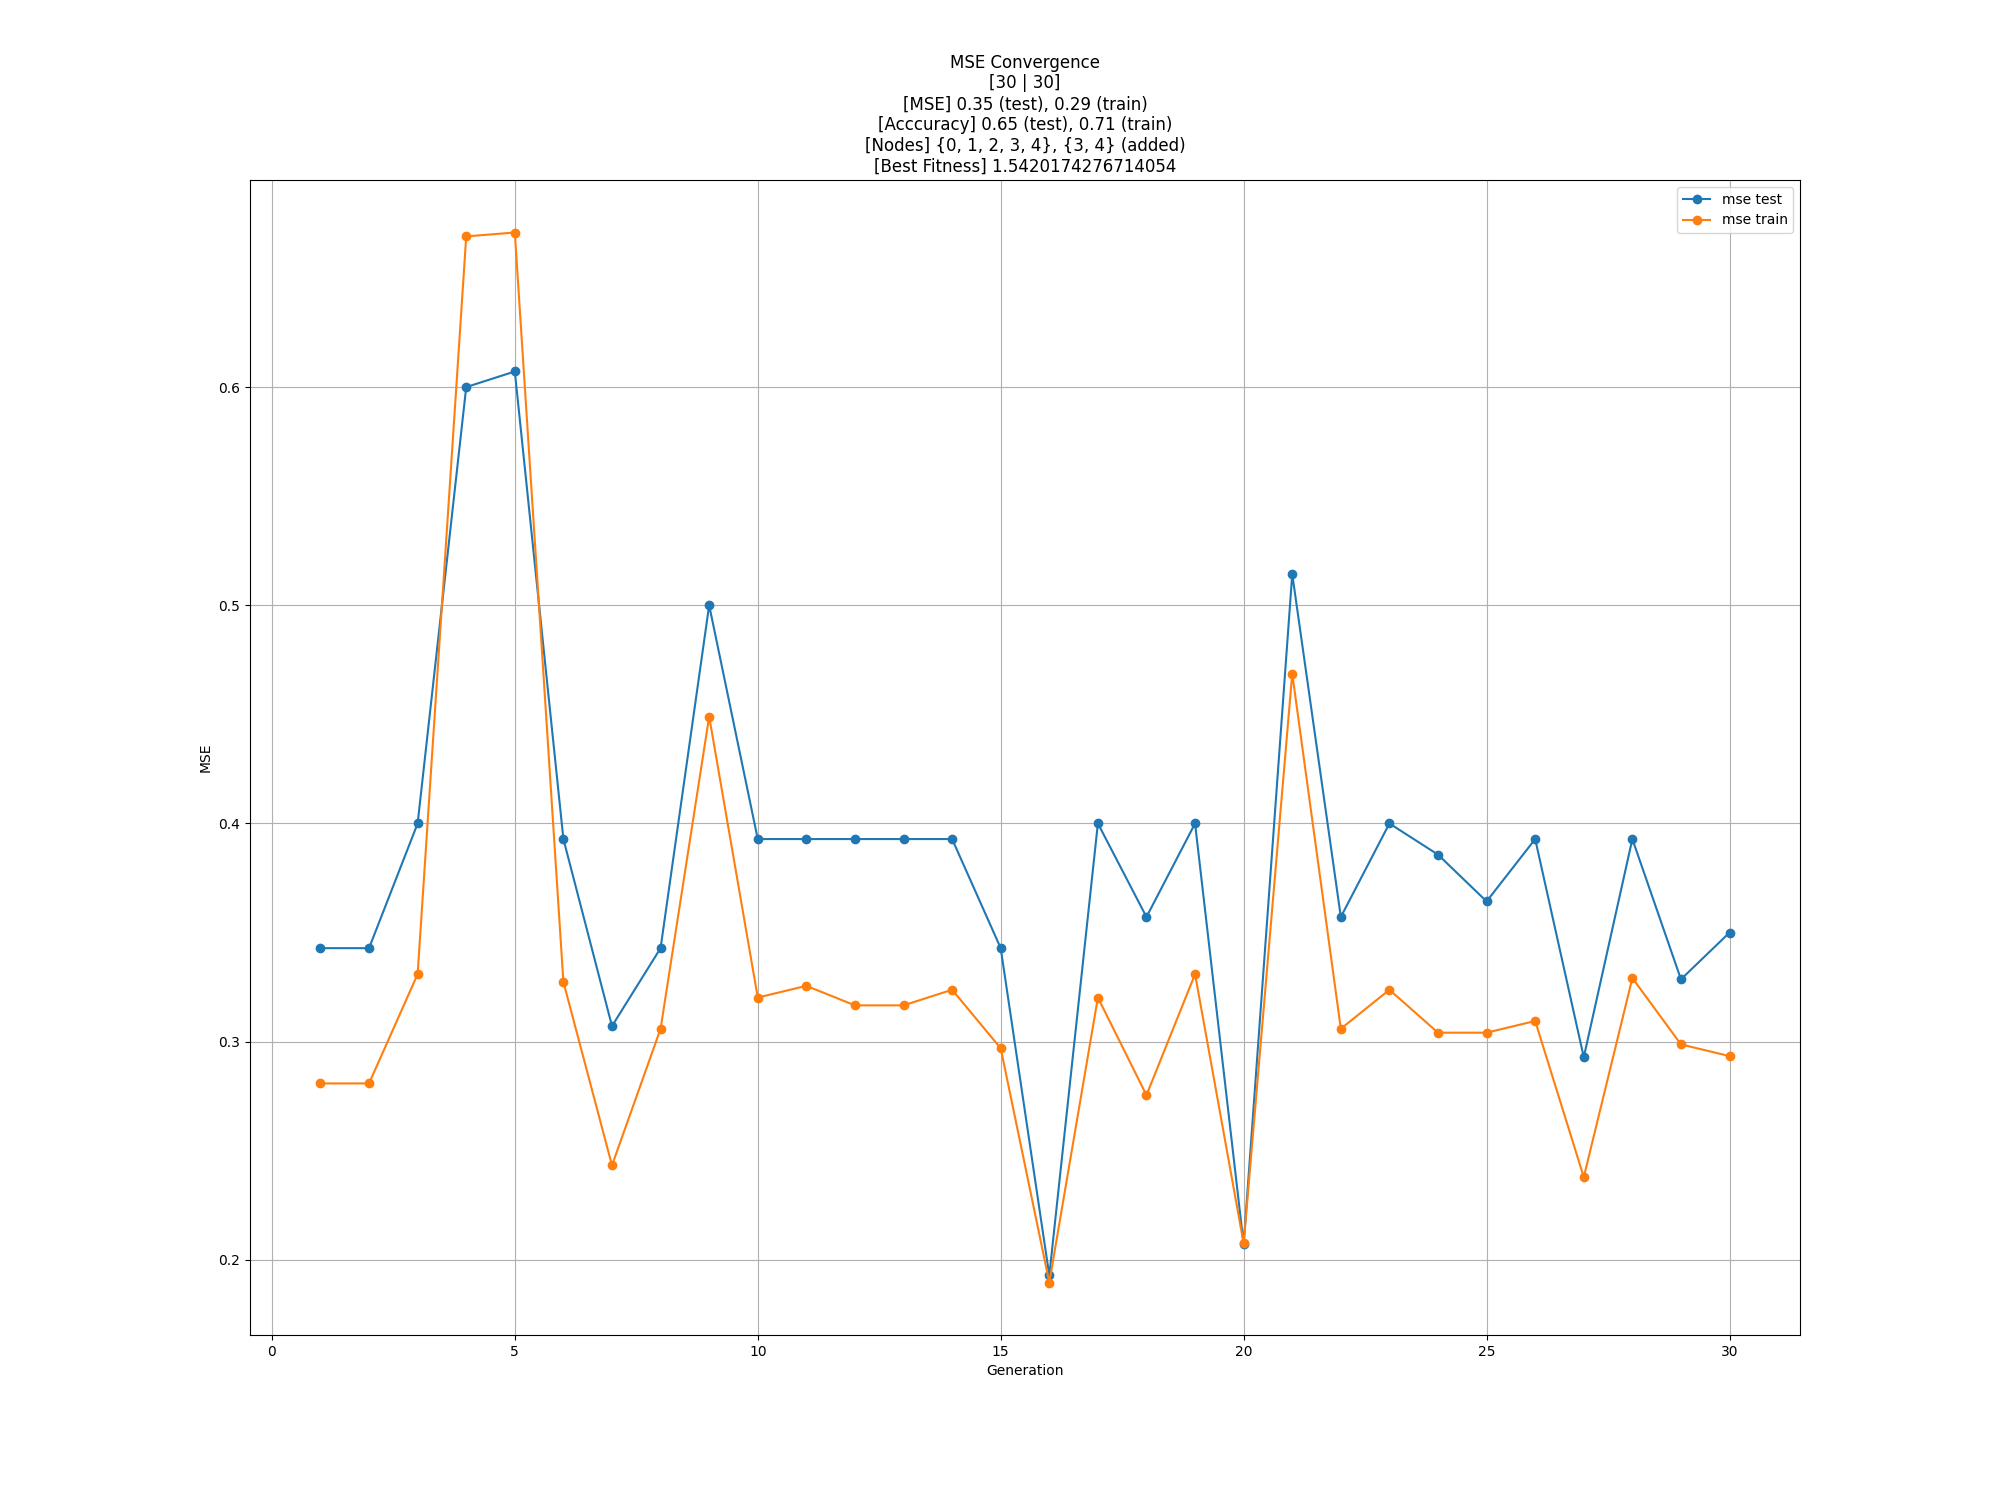 MSE Convergence
[30 | 30]
[MSE] 0.35 (test), 0.29 (train)
[Acccuracy] 0.65 (test), 0.71 (train)
[Nodes] {0, 1, 2, 3, 4}, {3, 4} (added)
[Best Fitness] 1.5420174276714054
mse test
mse train
0.6
0.5
0.4
0.3
0.2
MSE
0 5 10 15 20 25 30
Generation